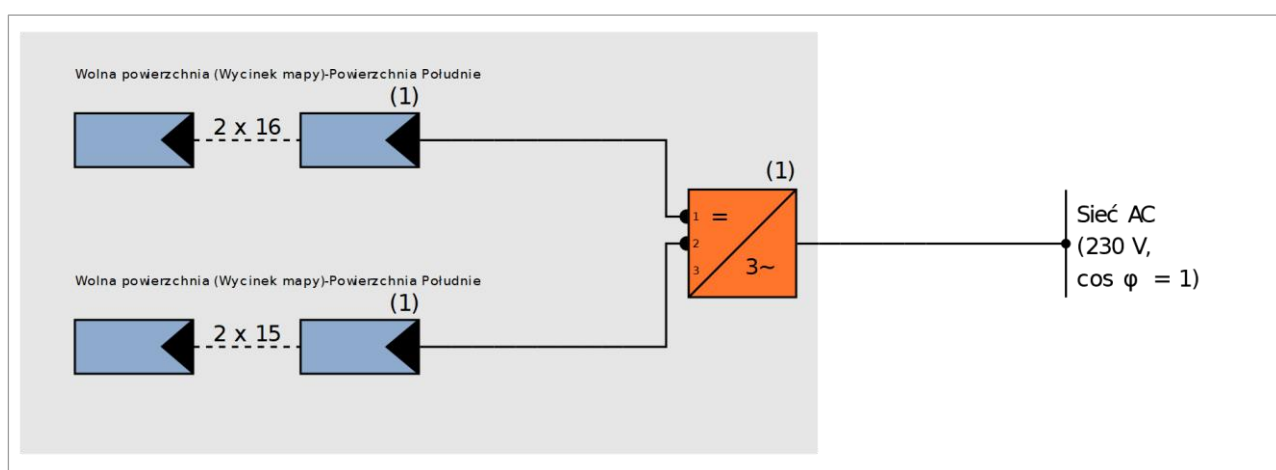 Wolna powierzchnia (Wycinek mapy)-Powierzchnia Południe
(1)
2 x 16
(1)
1 =
2
3
3~
Sieć AC
(230 V,
cos φ = 1)
Wolna powierzchnia (Wycinek mapy)-Powierzchnia Południe
(1)
2 x 15